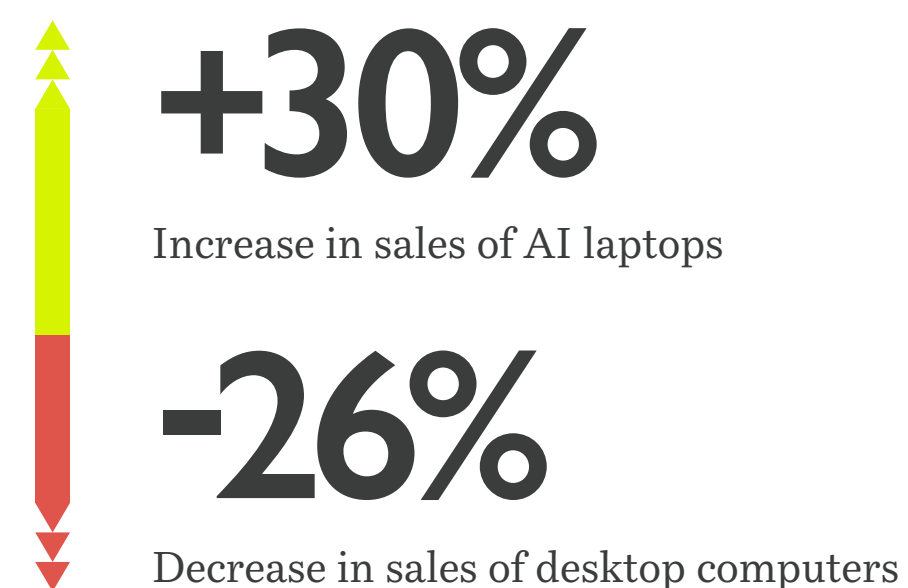 +30%
Increase in sales of AI laptops
-26%
Decrease in sales of desktop computers